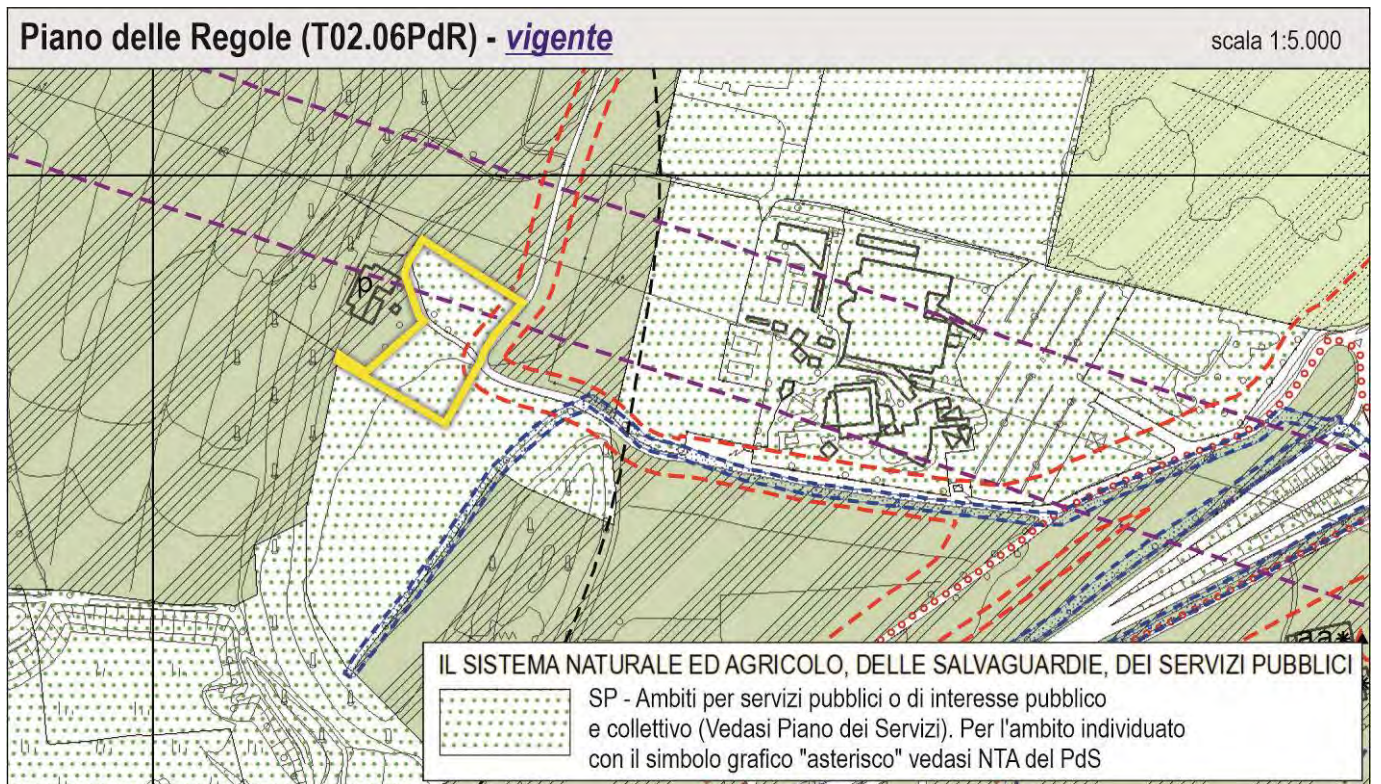 Piano delle Regole (T02.06PdR) - vigente
scala 1:5.000
p
aa*
IL SISTEMA NATURALE ED AGRICOLO, DELLE SALVAGUARDIE, DEI SERVIZI PUBBLICI
SP - Ambiti per servizi pubblici o di interesse pubblico
e collettivo (Vedasi Piano dei Servizi). Per l'ambito individuato
con il simbolo grafico "asterisco" vedasi NTA del PdS